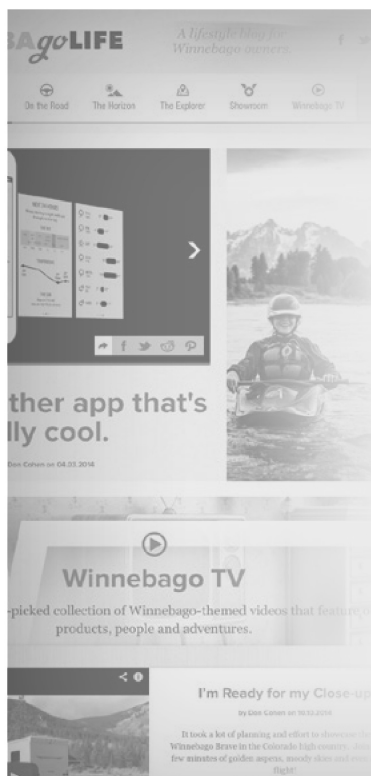 BAgoLIFE
A lifestyle blog for
Winnebago owners.
On the Road
The Horizon
The Explorer
Showroom
Winnebago TV
ther app that's
lly cool.
Don Cohen on 08.23.2014
Winnebago TV
-picked collection of Winnebago-themed videos that feature
products, people and adventures.
I'm Ready for my Close-up
by Don Cohen on 10.10.2014
It took a lot of planning and effort to showcase
Winnebago Brave in the Colorado high country.
few minutes of golden aspens, moody skies and
flight!